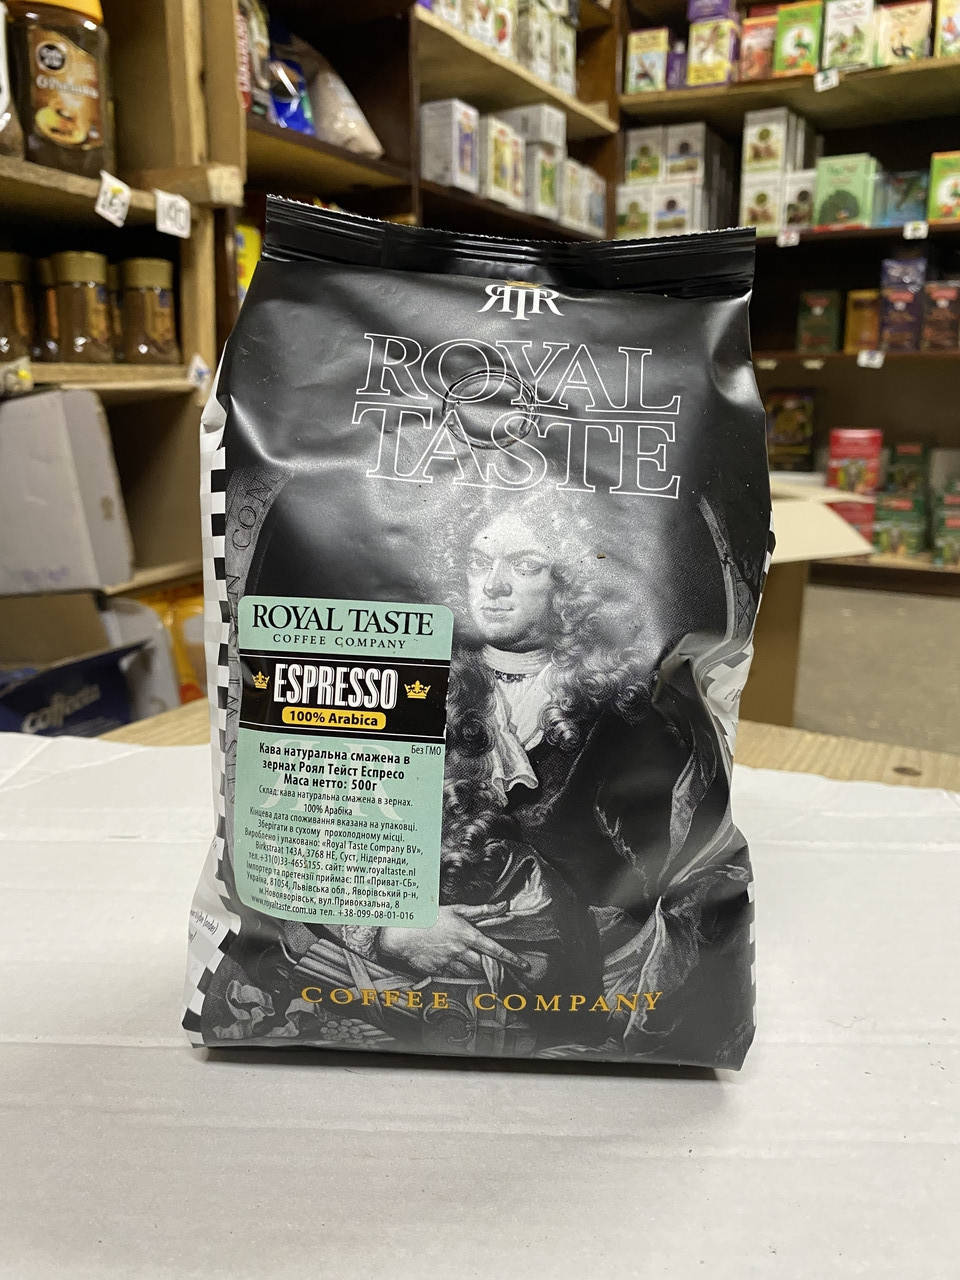 RTR
ROYAL
TASTE
ROYAL TASTE
COFFEE COMPANY
ESPRESSO
100% Arabica
Без ГМО
Кава натуральна смажена в
зернах Роял Тейст Еспресо
Маса нетто: 500г
Склад: кава натуральна смажена в зернах.
100% Арабіка
Кінцева дата споживання вказана на упаковці.
Зберігати в сухому прохолодному місці.
Вироблено і упаковано: «Royal Taste Company BV»,
Birkstraat 143A, 3768 HE, Суст, Нідерланди,
тел.+31(0)33-4655155. сайт: www.royaltaste.nl
Імпортер та претензії приймає: ПП «Приват-СБ»,
Україна, 81054, Львівська обл., Яворівський р-н,
м.Новояворівськ, вул.Привокзальна, 8
www.royaltaste.com.ua тел. +38-099-08-01-016
COFFEE COMPANY
coffeeta